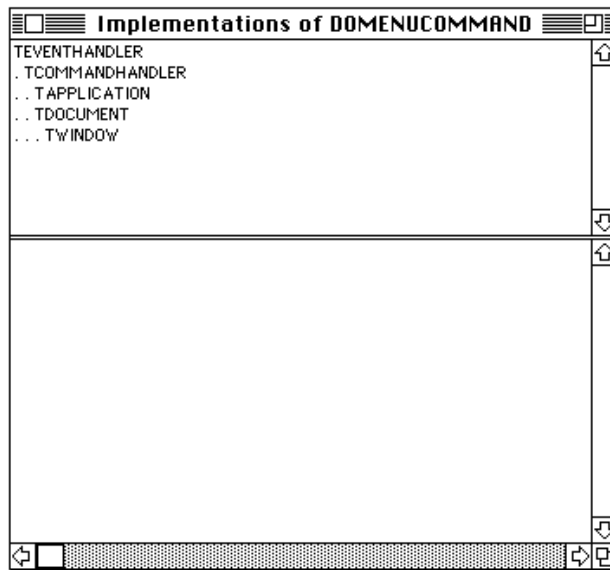 Implementations of DOMENUCOMMAND
TEVENTHANDLER
. TCOMMANDHANDLER
. . TAPPLICATION
. . TDOCUMENT
. . . TWINDOW